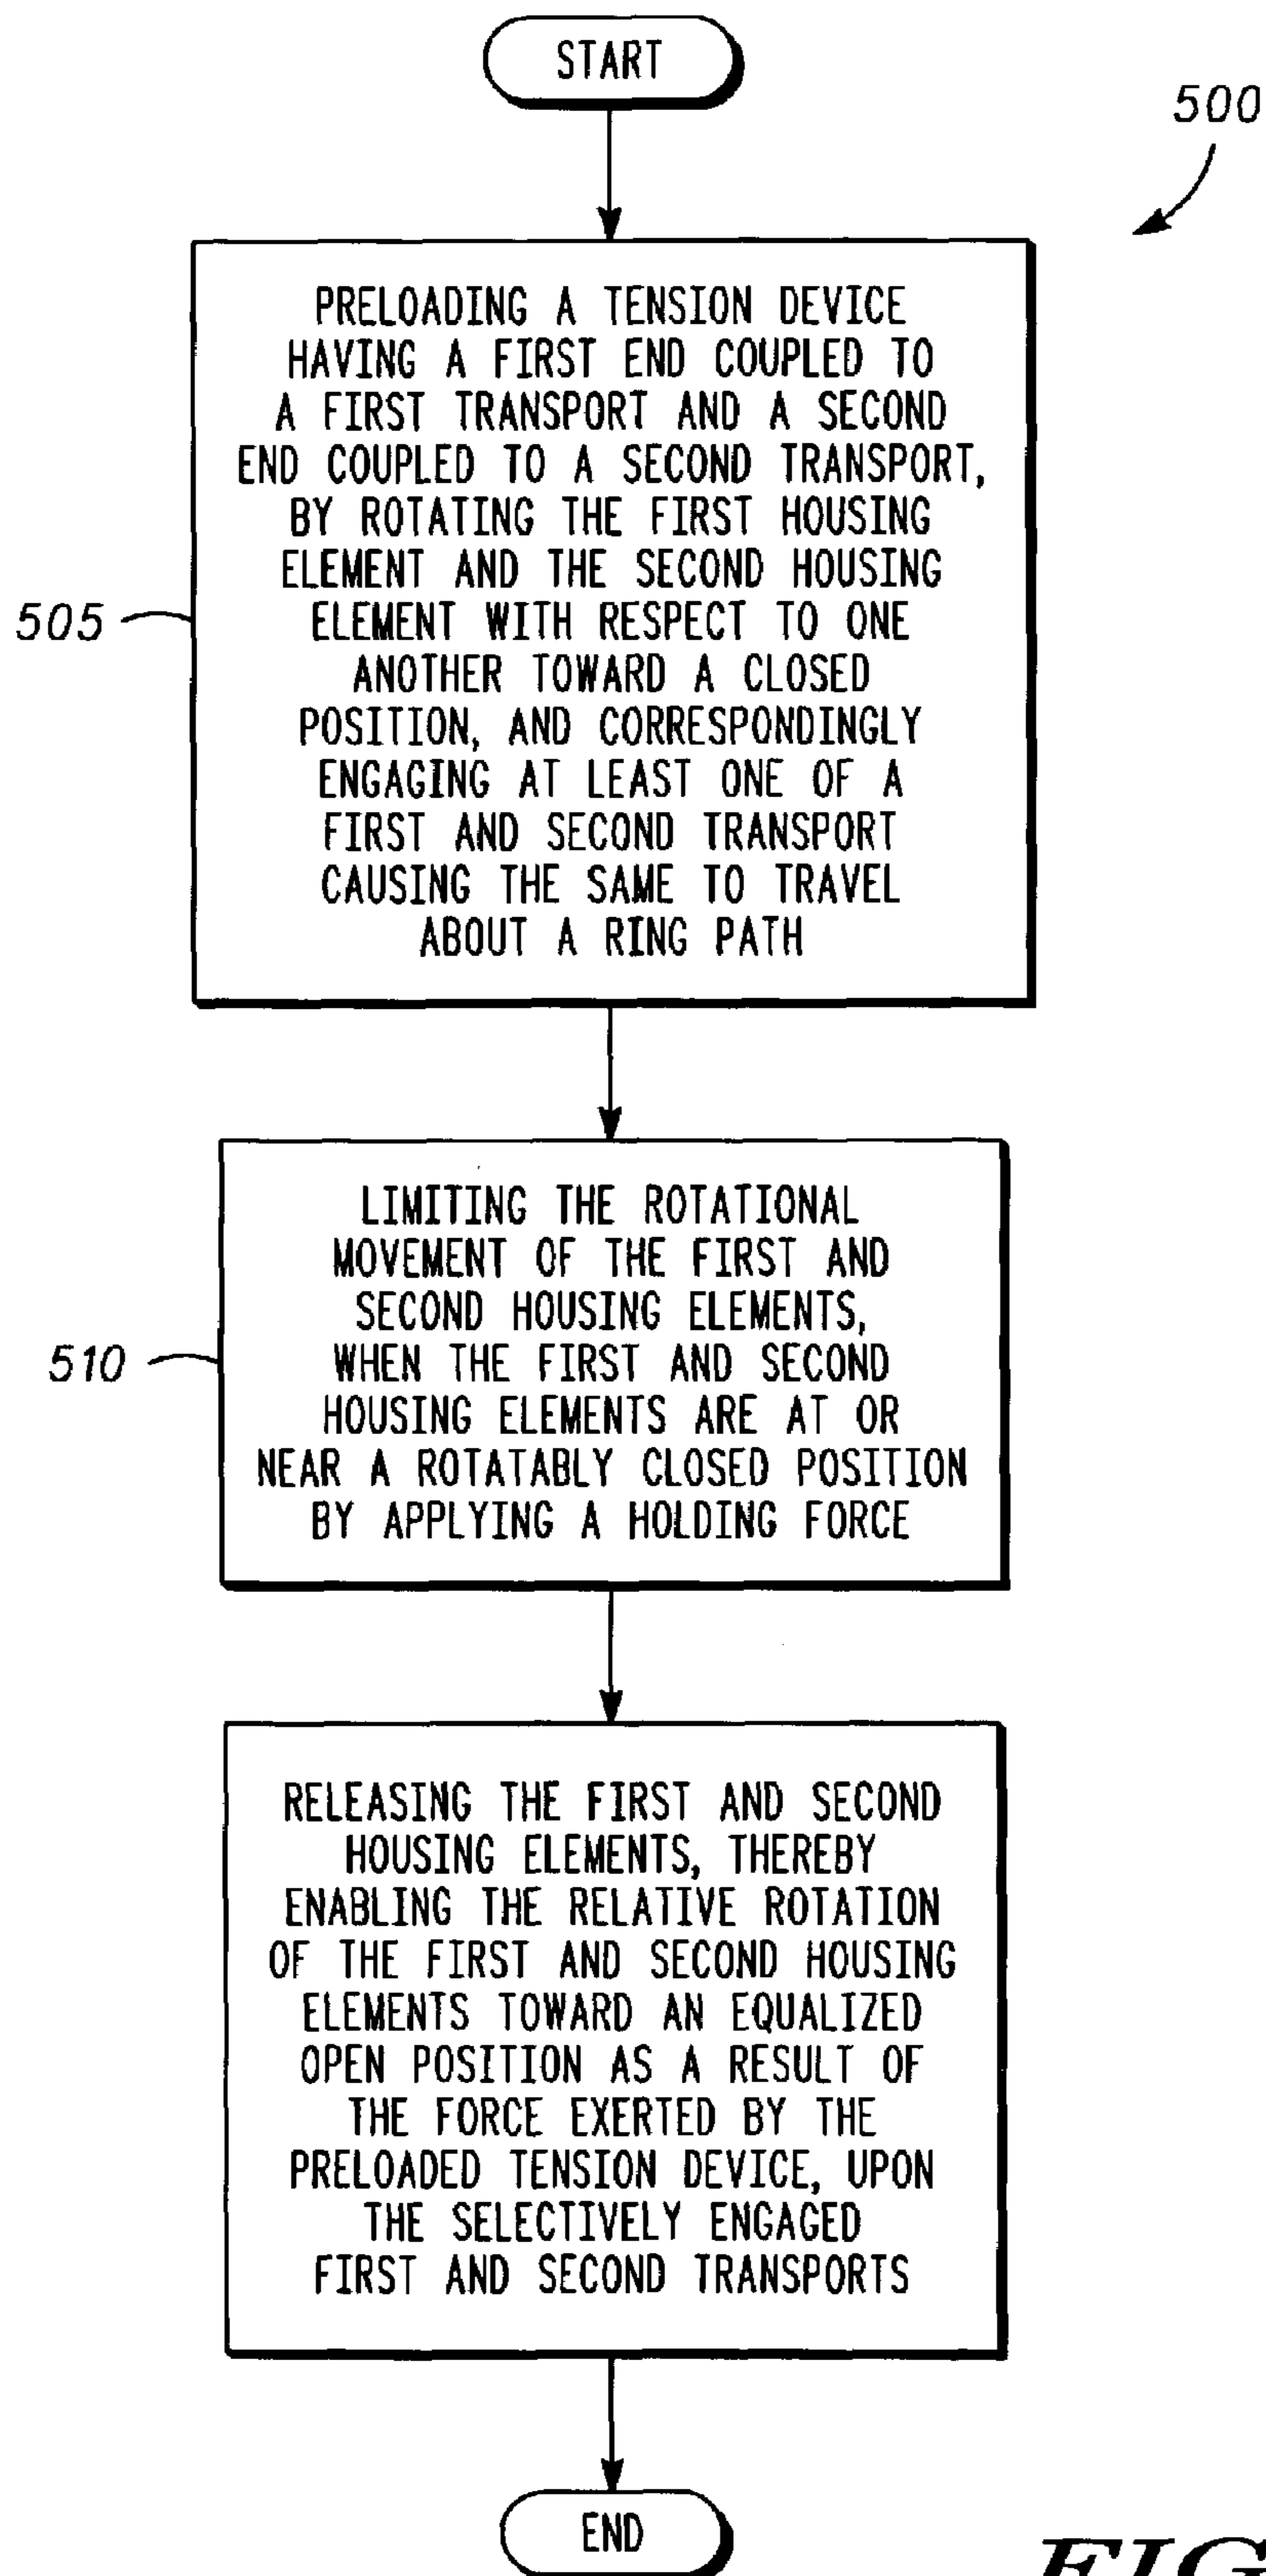 START
500
PRELOADING A TENSION DEVICE
HAVING A FIRST END COUPLED TO
A FIRST TRANSPORT AND A SECOND
END COUPLED TO A SECOND TRANSPORT,
BY ROTATING THE FIRST HOUSING
ELEMENT AND THE SECOND HOUSING
ELEMENT WITH RESPECT TO ONE
ANOTHER TOWARD A CLOSED
POSITION, AND CORRESPONDINGLY
ENGAGING AT LEAST ONE OF A
FIRST AND SECOND TRANSPORT
CAUSING THE SAME TO TRAVEL
ABOUT A RING PATH
505
LIMITING THE ROTATIONAL
MOVEMENT OF THE FIRST AND
SECOND HOUSING ELEMENTS,
WHEN THE FIRST AND SECOND
HOUSING ELEMENTS ARE AT OR
NEAR A ROTATABLY CLOSED POSITION
BY APPLYING A HOLDING FORCE
510
RELEASING THE FIRST AND SECOND
HOUSING ELEMENTS, THEREBY
ENABLING THE RELATIVE ROTATION
OF THE FIRST AND SECOND HOUSING
ELEMENTS TOWARD AN EQUALIZED
OPEN POSITION AS A RESULT OF
THE FORCE EXERTED BY THE
PRELOADED TENSION DEVICE, UPON
THE SELECTIVELY ENGAGED
FIRST AND SECOND TRANSPORTS
END
FIG